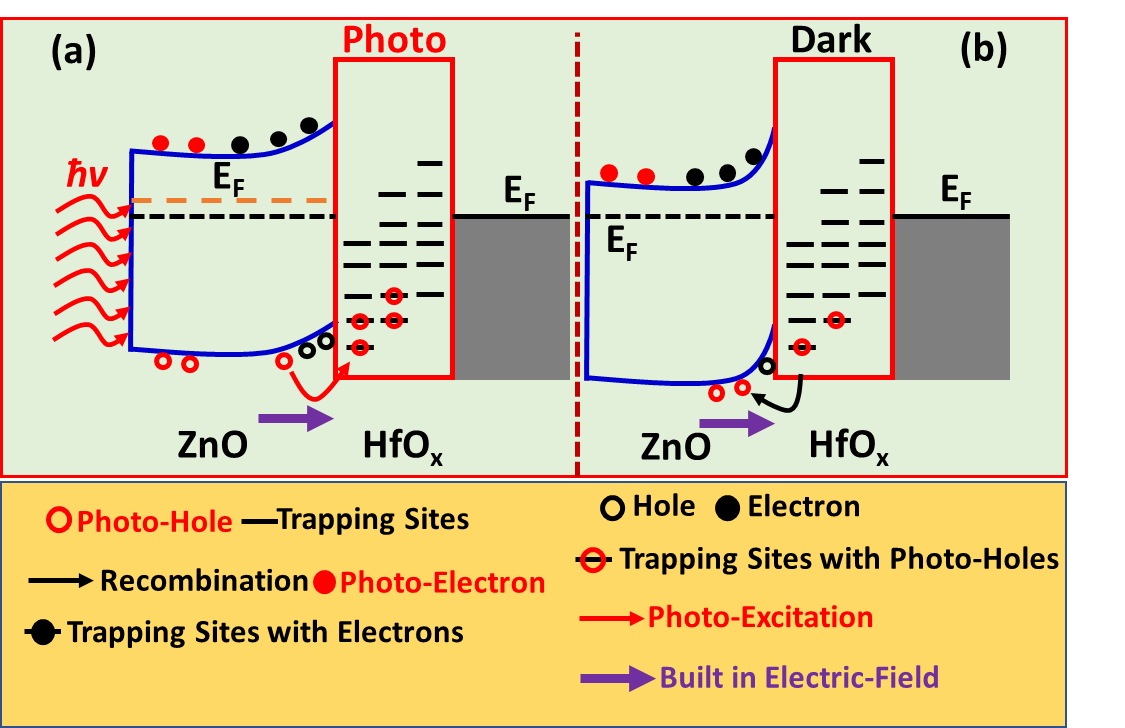 (a)
Photo
ħν
E_F
E_F
ZnO
HfO_x
Dark
(b)
E_F
E_F
ZnO
HfO_x
Photo-Hole
Trapping Sites
Recombination
Photo-Electron
Trapping Sites with Electrons
Hole
Electron
Trapping Sites with Photo-Holes
Photo-Excitation
Built in Electric-Field